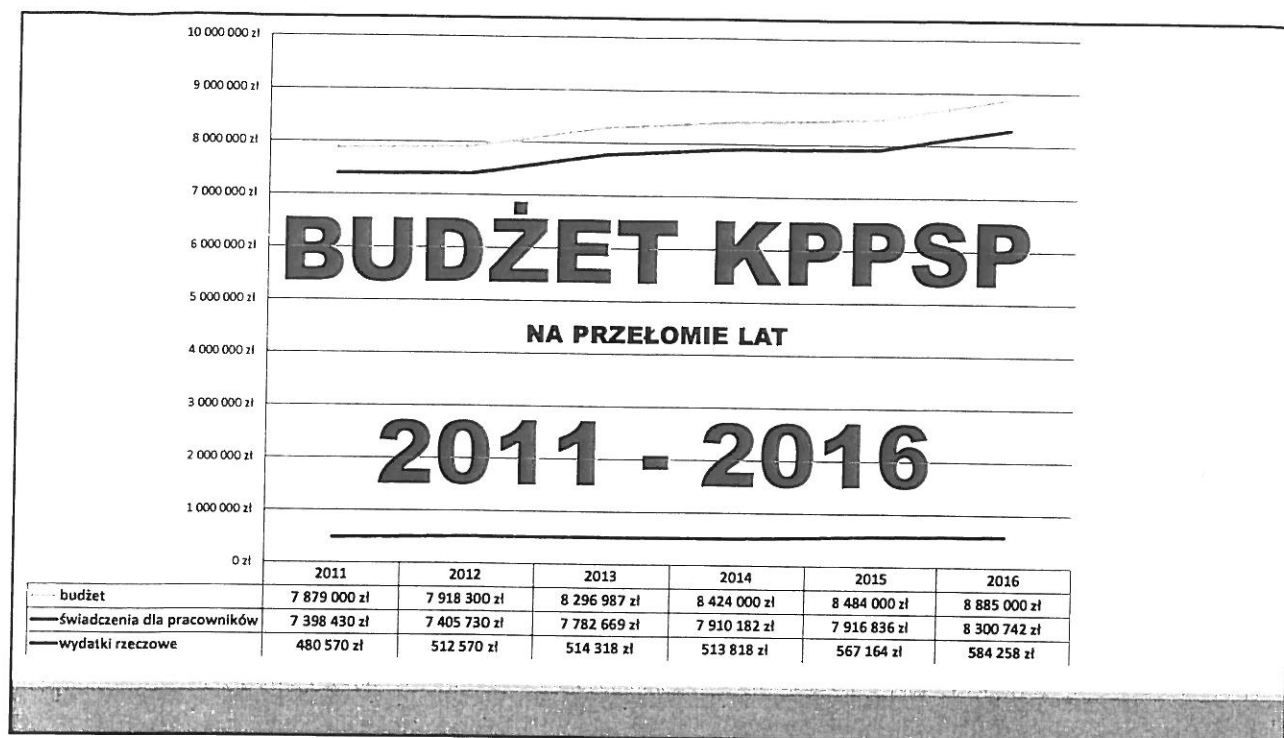 10 000 000 zł
9 000 000 zł
8 000 000 zł
7 000 000 zł
6 000 000 zł
5 000 000 zł
4 000 000 zł
3 000 000 zł
2 000 000 zł
1 000 000 zł
0 zł
BUDŻET KPPSP
NA PRZEŁOMIE LAT
2011 - 2016
2011 2012 2013 2014 2015 2016
budżet 7 879 000 zł 7 918 300 zł 8 296 987 zł 8 424 000 zł 8 484 000 zł 8 885 000 zł
świadczenia dla pracowników 7 398 430 zł 7 405 730 zł 7 782 669 zł 7 910 182 zł 7 916 836 zł 8 300 742 zł
wydatki rzeczowe 480 570 zł 512 570 zł 514 318 zł 513 818 zł 567 164 zł 584 258 zł